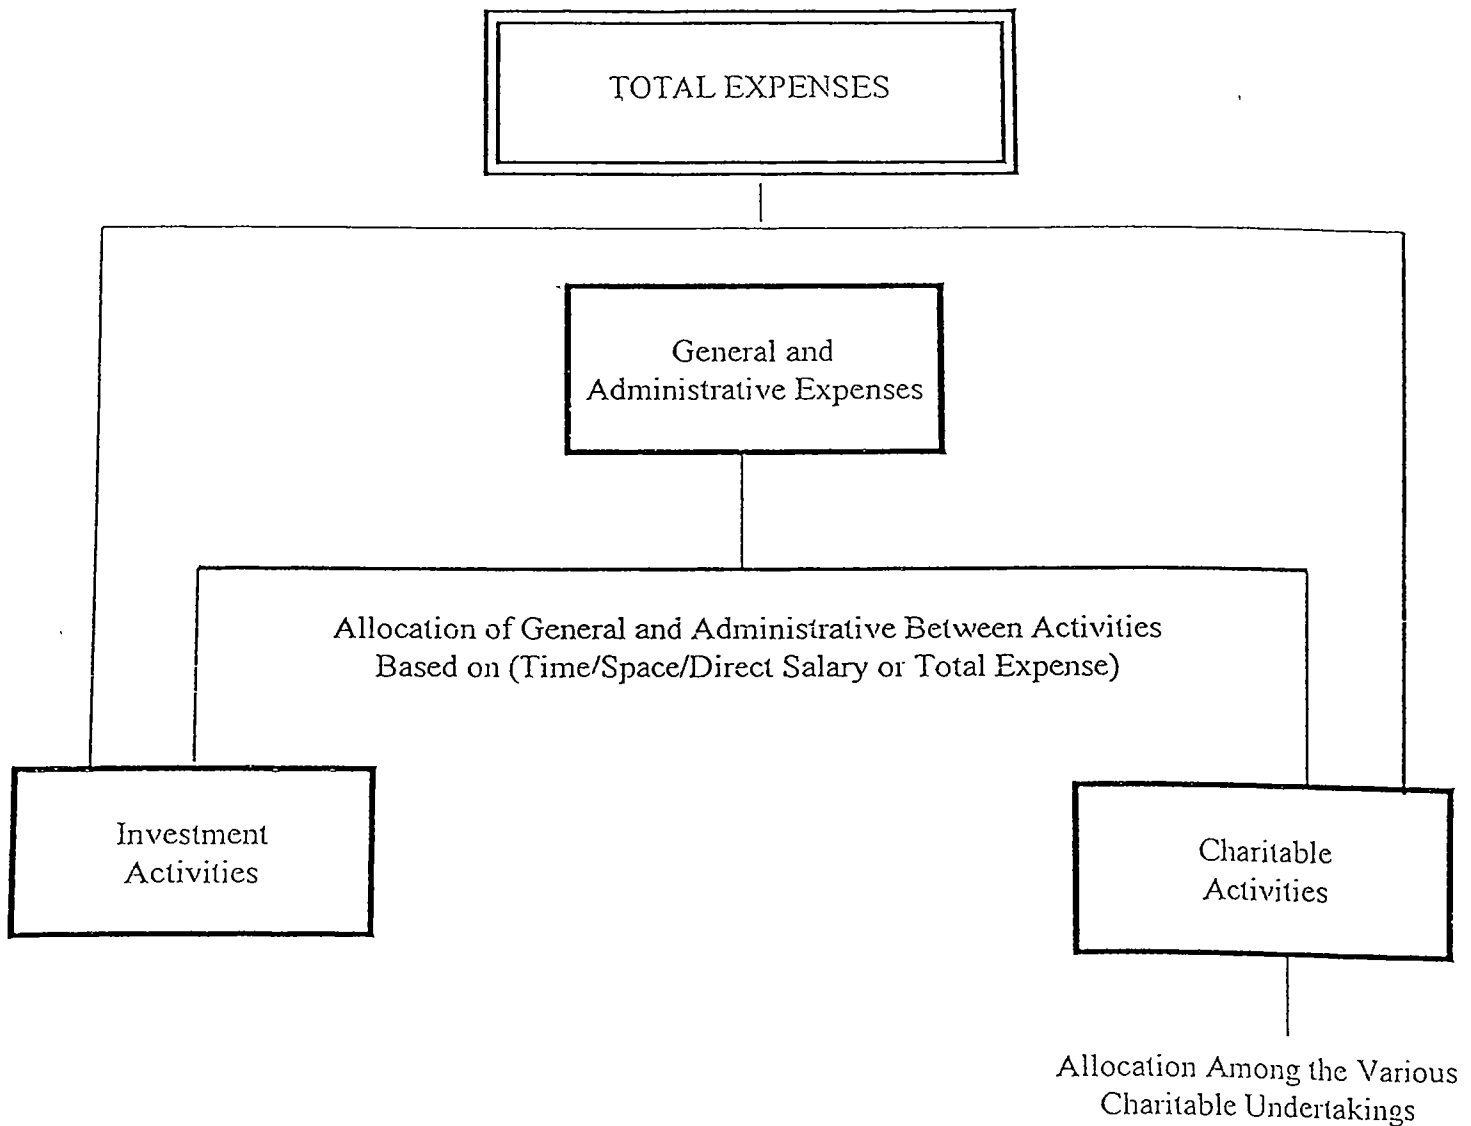 TOTAL EXPENSES
General and
Administrative Expenses
Allocation of General and Administrative Between Activities
Based on (Time/Space/Direct Salary or Total Expense)
Investment
Activities
Charitable
Activities
Allocation Among the Various
Charitable Undertakings